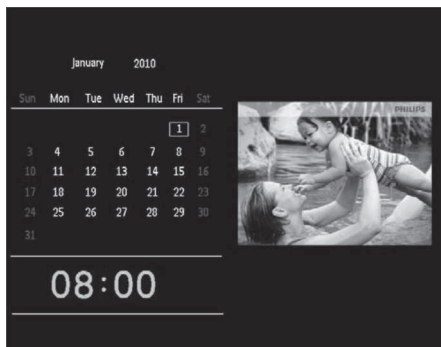 January 2010
Sun Mon Tue Wed Thu Fri Sat
1 2
3 4 5 6 7 8 9
10 11 12 13 14 15 16
17 18 19 20 21 22 23
24 25 26 27 28 29 30
31
PHILIPS
08:00